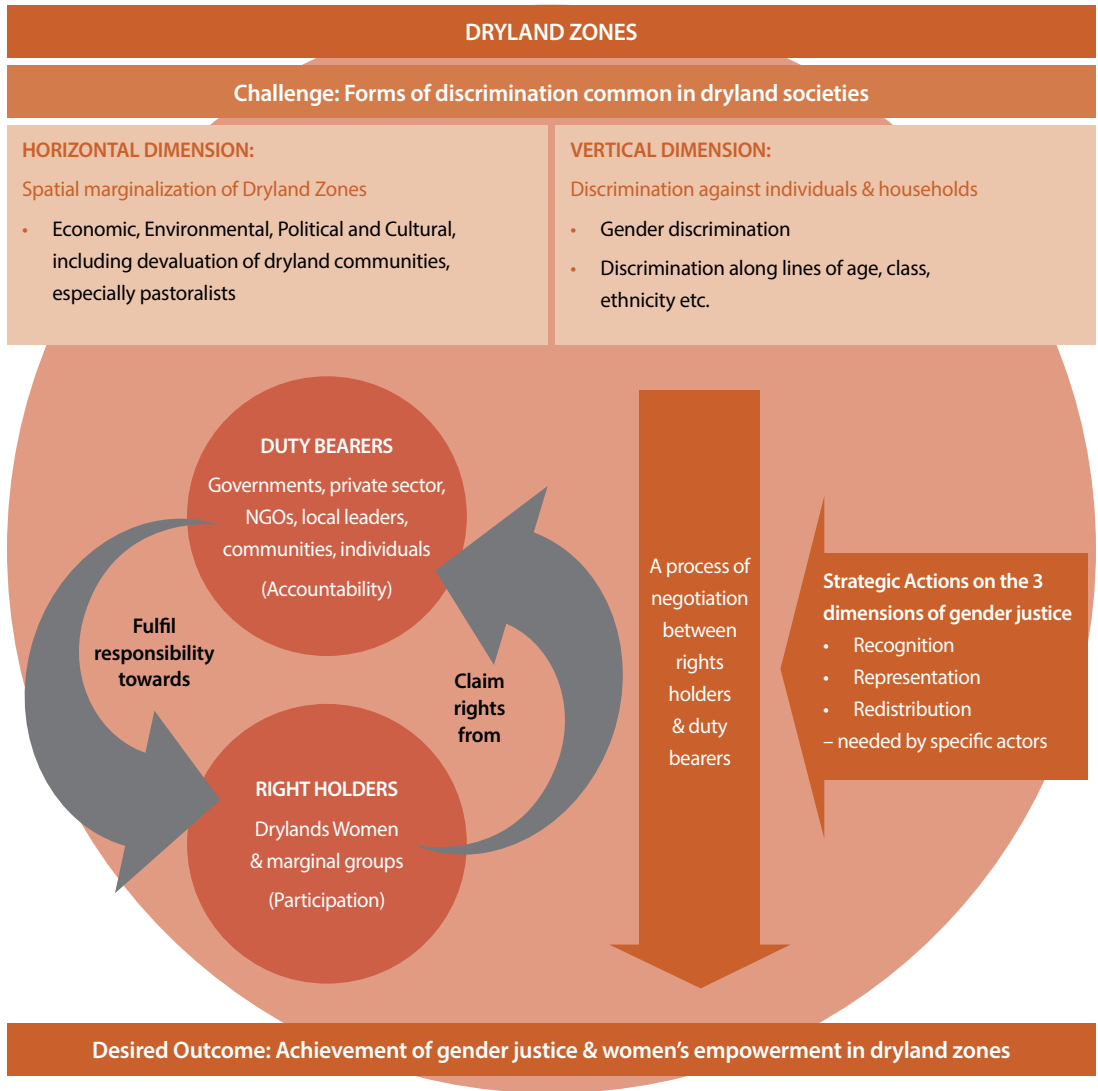 DRYLAND ZONES
Challenge: Forms of discrimination common in dryland societies
HORIZONTAL DIMENSION:
Spatial marginalization of Dryland Zones
• Economic, Environmental, Political and Cultural,
including devaluation of dryland communities,
especially pastoralists
VERTICAL DIMENSION:
Discrimination against individuals & households
• Gender discrimination
• Discrimination along lines of age, class,
ethnicity etc.
DUTY BEARERS
Governments, private sector,
NGOs, local leaders,
communities, individuals
(Accountability)
Fulfil
responsibility
towards
Claim
rights
from
RIGHT HOLDERS
Drylands Women
& marginal groups
(Participation)
A process of
negotiation
between
rights
holders
& duty
bearers
Strategic Actions on the 3
dimensions of gender justice
• Recognition
• Representation
• Redistribution
– needed by specific actors
Desired Outcome: Achievement of gender justice & women’s empowerment in dryland zones